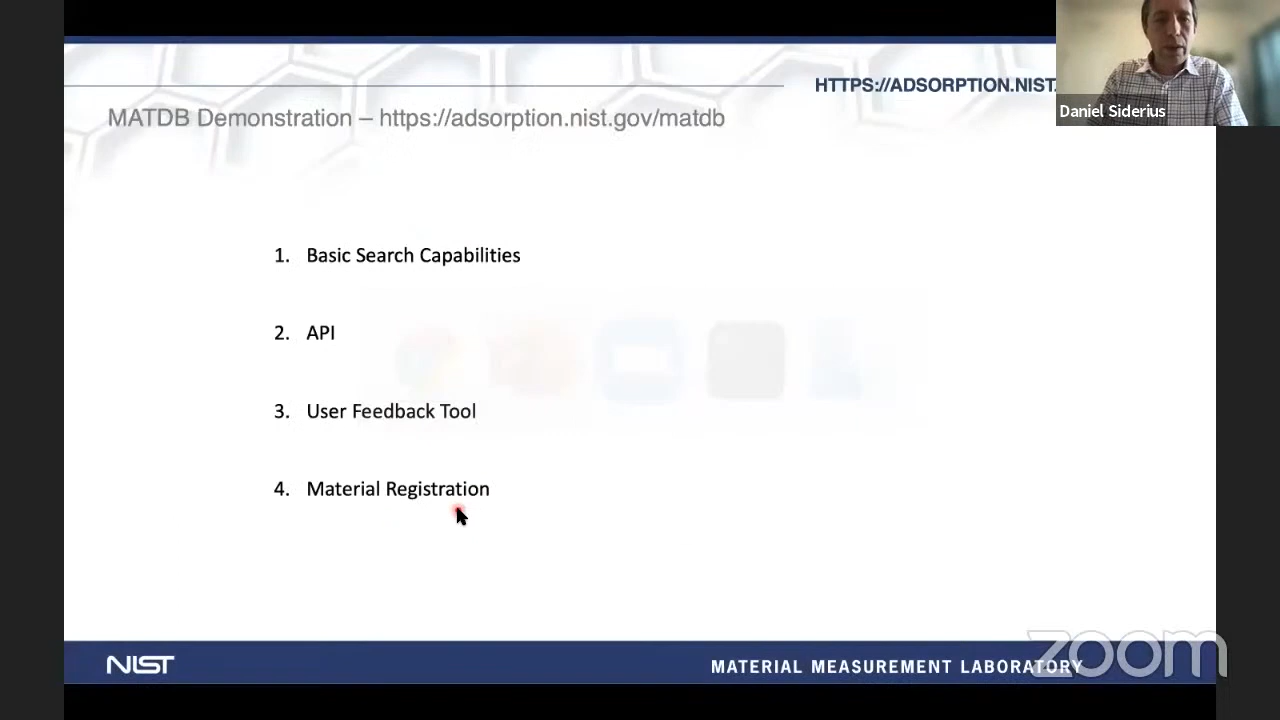 HTTPS://ADSORPTION.NIST.
Daniel Siderius
MATDB Demonstration – https://adsorption.nist.gov/matdb
1. Basic Search Capabilities
2. API
3. User Feedback Tool
4. Material Registration
NIST
MATERIAL MEASUREMENT LABORATORY
zoom